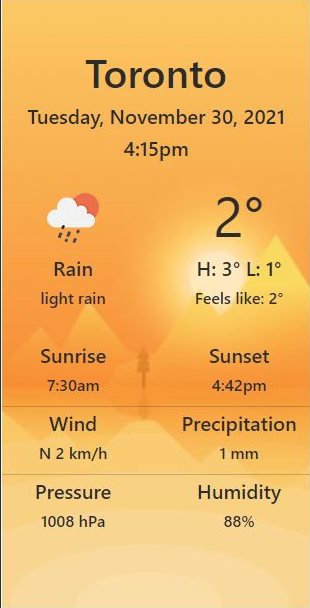 Toronto
Tuesday, November 30, 2021
4:15pm
2°
Rain
H: 3° L: 1°
light rain
Feels like: 2°
Sunrise
Sunset
7:30am
4:42pm
Wind
Precipitation
N 2 km/h
1 mm
Pressure
Humidity
1008 hPa
88%